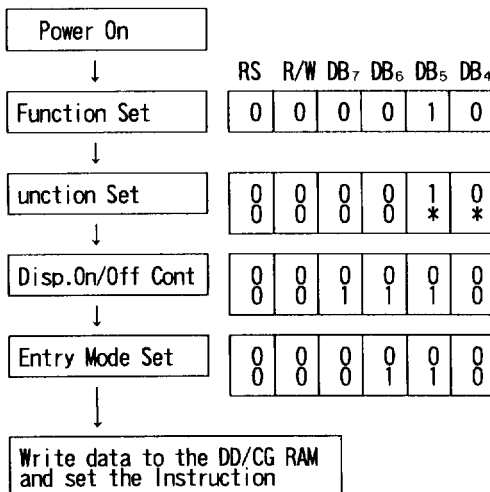 Power On
RS R/W DB₇ DB₆ DB₅ DB₄
Function Set 0 0 0 0 1 0
unction Set 0 0 0 0 1 0
0 0 0 0 * *
Disp.On/Off Cont 0 0 0 0 0 0
0 0 1 1 1 0
Entry Mode Set 0 0 0 0 0 0
0 0 0 1 1 0
Write data to the DD/CG RAM
and set the Instruction